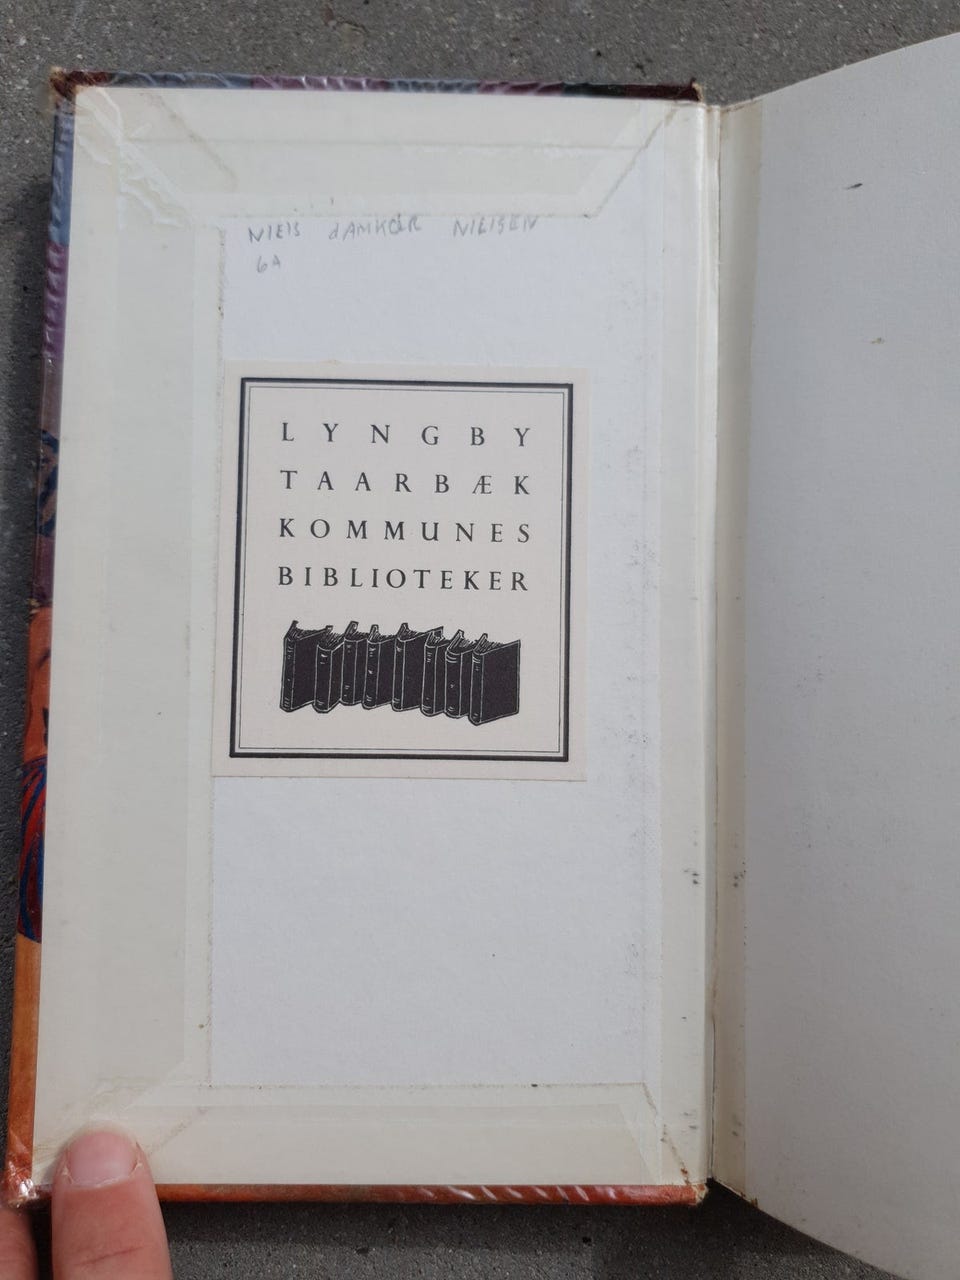 NIELS dAMKÆR NIELSEN
6A
LYNGBY
TAARBÆK
KOMMUNES
BIBLIOTEKER